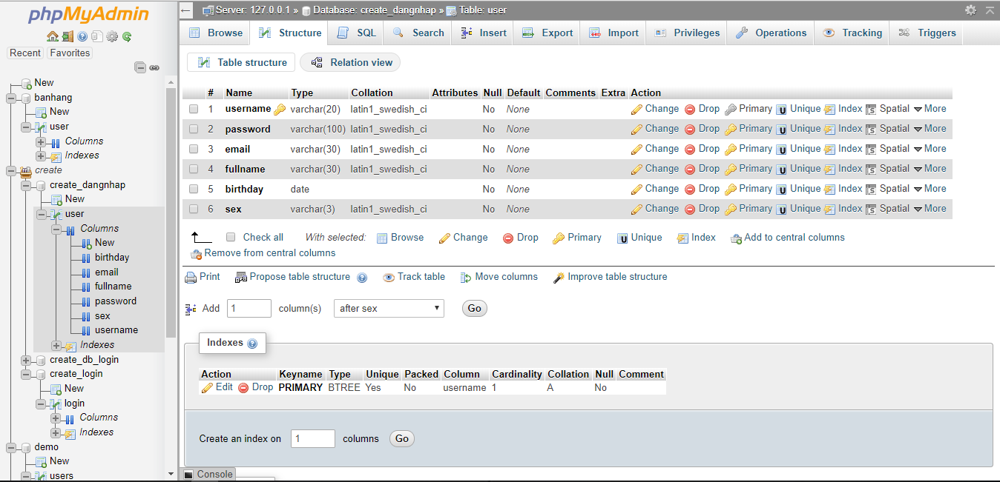 phpMyAdmin
Recent Favorites
New
banhang
New
user
Columns
Indexes
create
create_dangnhap
New
user
Columns
New
birthday
email
fullname
password
sex
username
Indexes
create_db_login
create_login
New
login
Columns
Indexes
demo
New
users
Server: 127.0.0.1 » Database: create_dangnhap » Table: user
Browse Structure SQL Search Insert Export Import Privileges Operations Tracking Triggers
Table structure Relation view
# Name Type Collation Attributes Null Default Comments Extra Action
1 username varchar(20) latin1_swedish_ci No None Change Drop Primary Unique Index Spatial More
2 password varchar(100) latin1_swedish_ci No None Change Drop Primary Unique Index Spatial More
3 email varchar(30) latin1_swedish_ci No None Change Drop Primary Unique Index Spatial More
4 fullname varchar(30) latin1_swedish_ci No None Change Drop Primary Unique Index Spatial More
5 birthday date No None Change Drop Primary Unique Index Spatial More
6 sex varchar(3) latin1_swedish_ci No None Change Drop Primary Unique Index Spatial More
Check all With selected: Browse Change Drop Primary Unique Index Add to central columns
Remove from central columns
Print Propose table structure Track table Move columns Improve table structure
Add 1 column(s) after sex Go
Indexes
Action Keyname Type Unique Packed Column Cardinality Collation Null Comment
Edit Drop PRIMARY BTREE Yes No username 1 A No
Create an index on 1 columns Go
Console